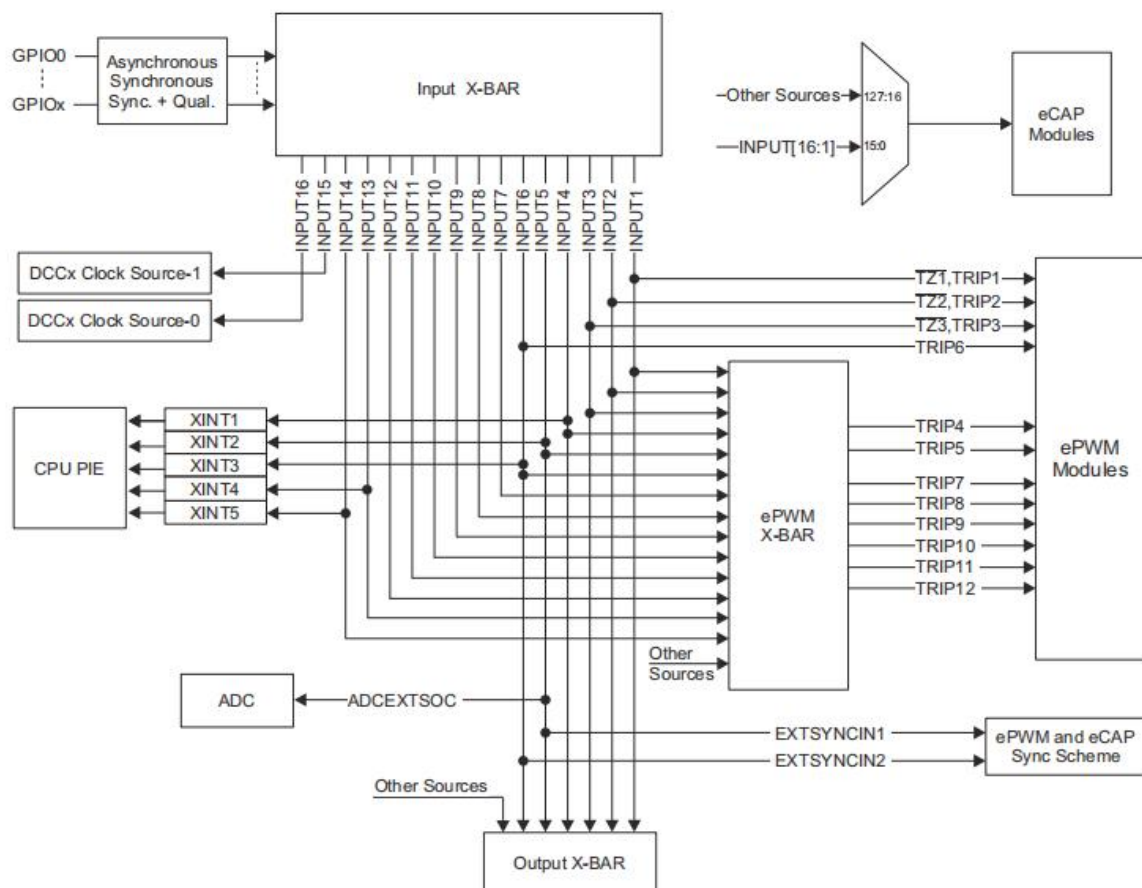 GPIO0
GPIOx
Asynchronous
Synchronous
Sync. + Qual.
Input X-BAR
Other Sources
127:16
INPUT[16:1]
15:0
eCAP
Modules
INPUT16
INPUT15
INPUT14
INPUT13
INPUT12
INPUT11
INPUT10
INPUT9
INPUT8
INPUT7
INPUT6
INPUT5
INPUT4
INPUT3
INPUT2
INPUT1
DCCx Clock Source-1
DCCx Clock Source-0
TZ1,TRIP1
TZ2,TRIP2
TZ3,TRIP3
TRIP6
CPU PIE
XINT1
XINT2
XINT3
XINT4
XINT5
ePWM
X-BAR
TRIP4
TRIP5
TRIP7
TRIP8
TRIP9
TRIP10
TRIP11
TRIP12
ePWM
Modules
Other
Sources
ADC
ADCEXTSOC
EXTSYNCIN1
EXTSYNCIN2
ePWM and eCAP
Sync Scheme
Other Sources
Output X-BAR